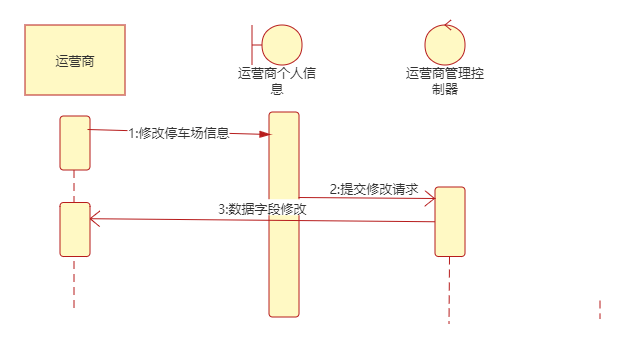 运营商
运营商个人信
息
运营商管理控
制器
1:修改停车场信息
2:提交修改请求
3:数据字段修改